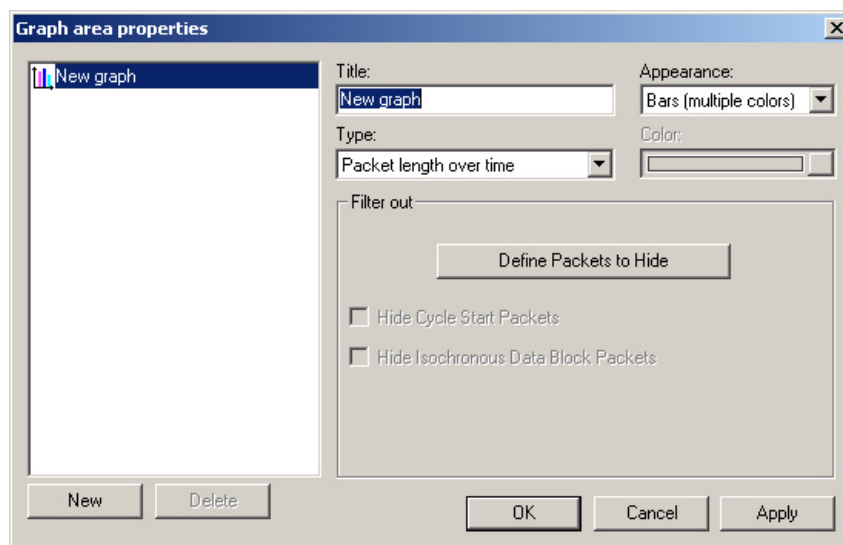 Graph area properties
New graph
Title:
New graph
Appearance:
Bars (multiple colors)
Type:
Packet length over time
Color:
Filter out
Define Packets to Hide
Hide Cycle Start Packets
Hide Isochronous Data Block Packets
New
Delete
OK
Cancel
Apply